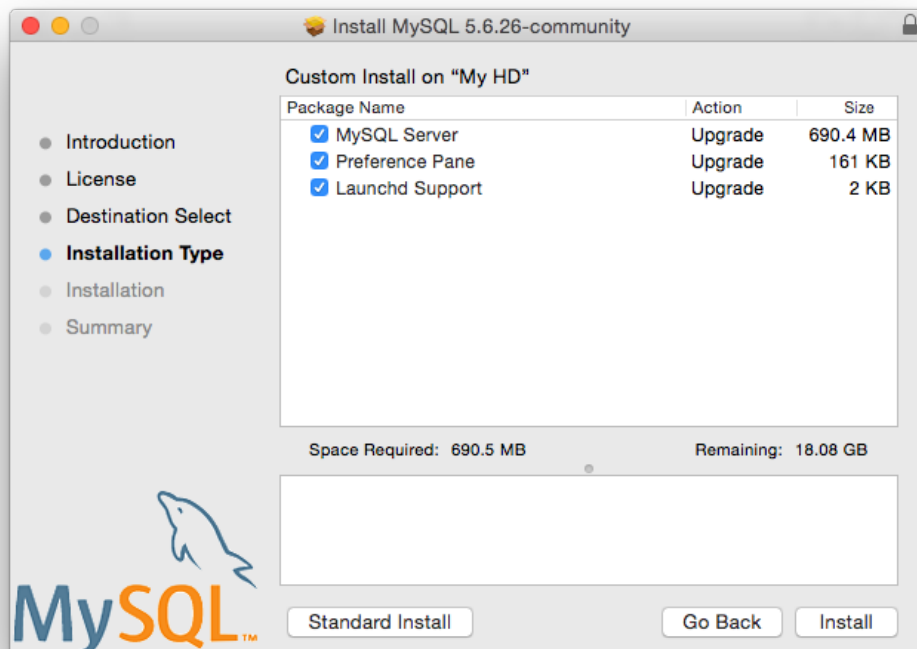 Install MySQL 5.6.26-community
Custom Install on “My HD”
Package Name Action Size
MySQL Server Upgrade 690.4 MB
Preference Pane Upgrade 161 KB
Launchd Support Upgrade 2 KB
Introduction
License
Destination Select
Installation Type
Installation
Summary
Space Required: 690.5 MB Remaining: 18.08 GB
MySQL™
Standard Install Go Back Install